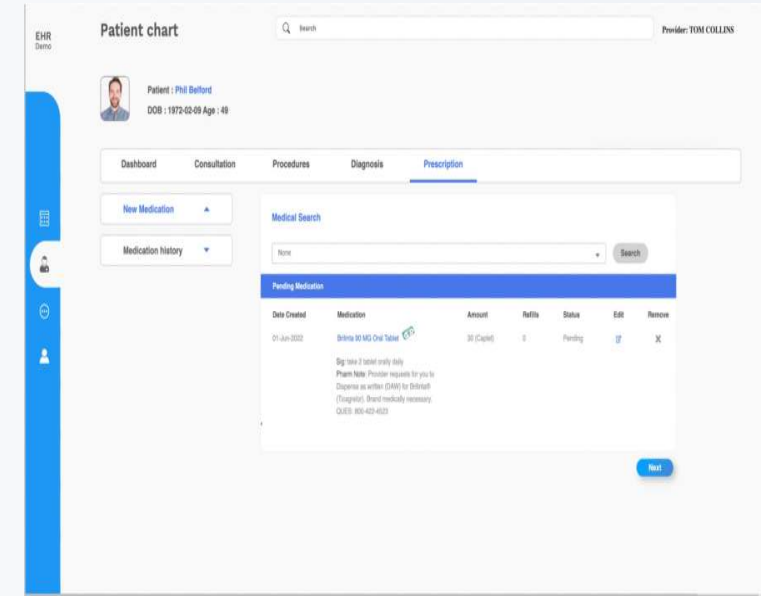 EHR
Demo
Patient chart
Search
Provider: TOM COLLINS
Patient : Phil Belford
DOB : 1972-02-09 Age : 49
Dashboard Consultation Procedures Diagnosis Prescription
New Medication
Medication history
Medical Search
None
Search
Pending Medication
Date Created Medication Amount Refills Status Edit Remove
01-Jun-2022 Brilinta 90 MG Oral Tablet 30 (Caplet) 0 Pending X
Sig: take 2 tablet orally daily
Pharm Note: Provider requests for you to
Dispense as written (DAW) for Brilinta®
(Ticagrelor). Brand medically necessary.
QUES: 800-422-
Next